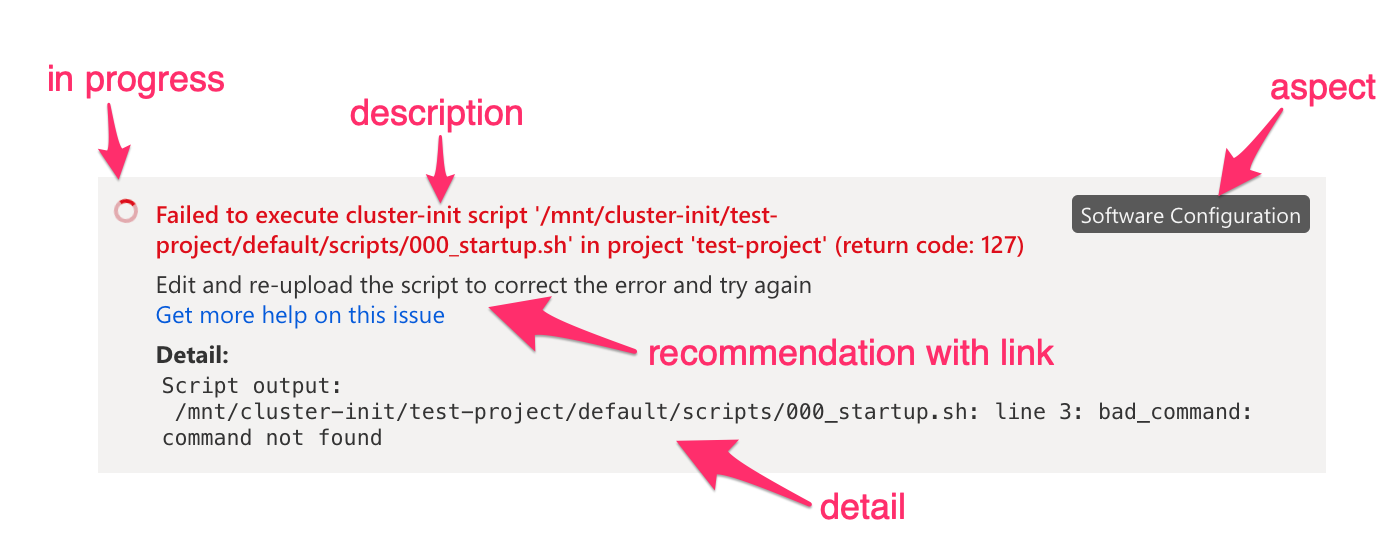 in progress
description
aspect
Failed to execute cluster-init script '/mnt/cluster-init/test-
project/default/scripts/000_startup.sh' in project 'test-project' (return code: 127)
Software Configuration
Edit and re-upload the script to correct the error and try again
Get more help on this issue
recommendation with link
Detail:
Script output:
/mnt/cluster-init/test-project/default/scripts/000_startup.sh: line 3: bad_command:
command not found
detail